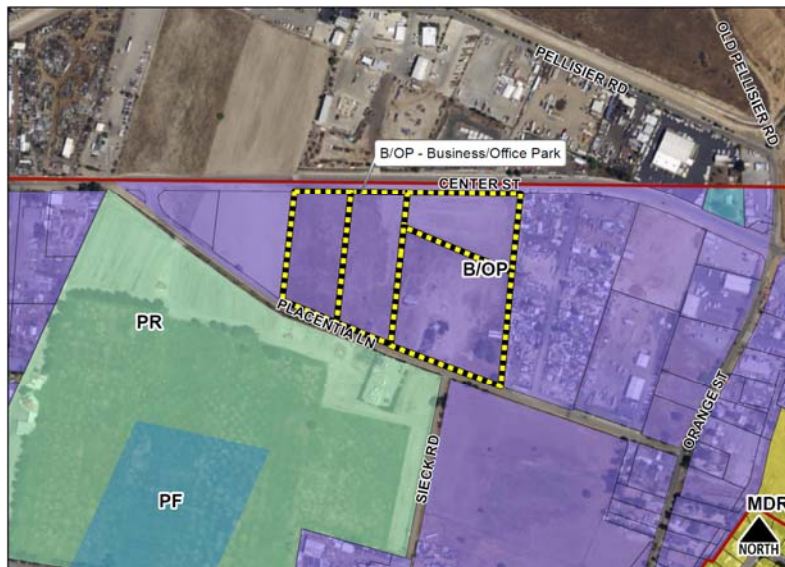 PELLISIER RD
OLD PELLISIER RD
B/OP - Business/Office Park
CENTER ST
B/OP
PLACENTIA LN
PR
ORANGE ST
SIECK RD
PF
MDR
NORTH